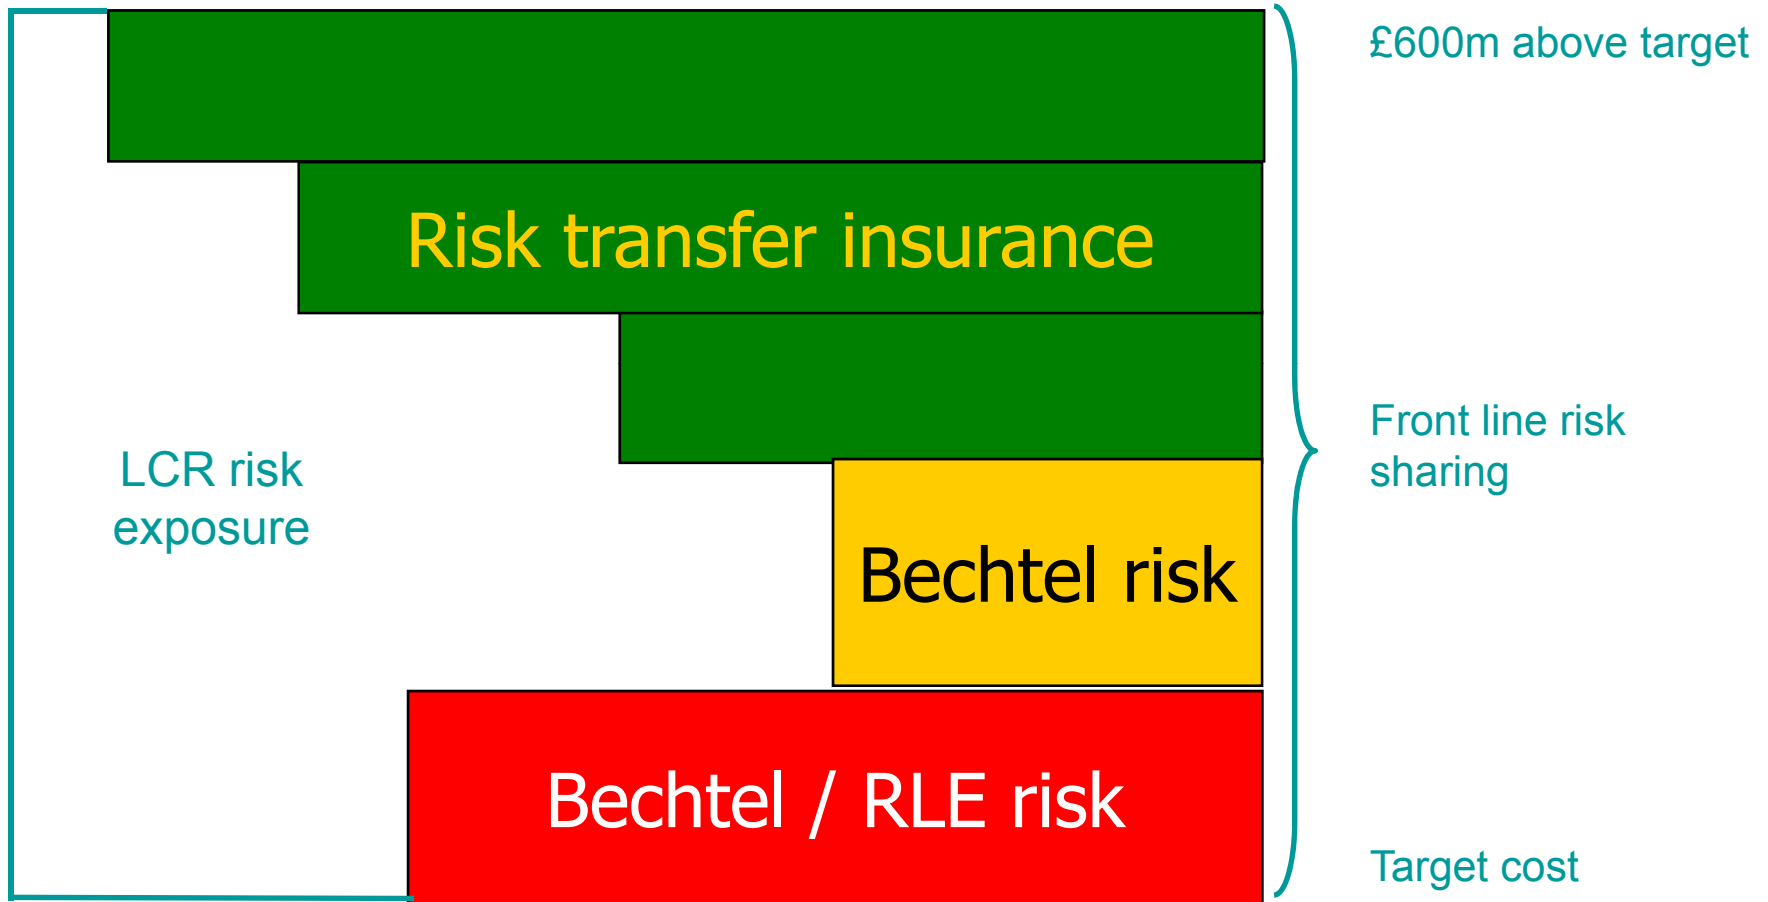 £600m above target
Risk transfer insurance
Front line risk
sharing
LCR risk
exposure
Bechtel risk
Bechtel / RLE risk
Target cost